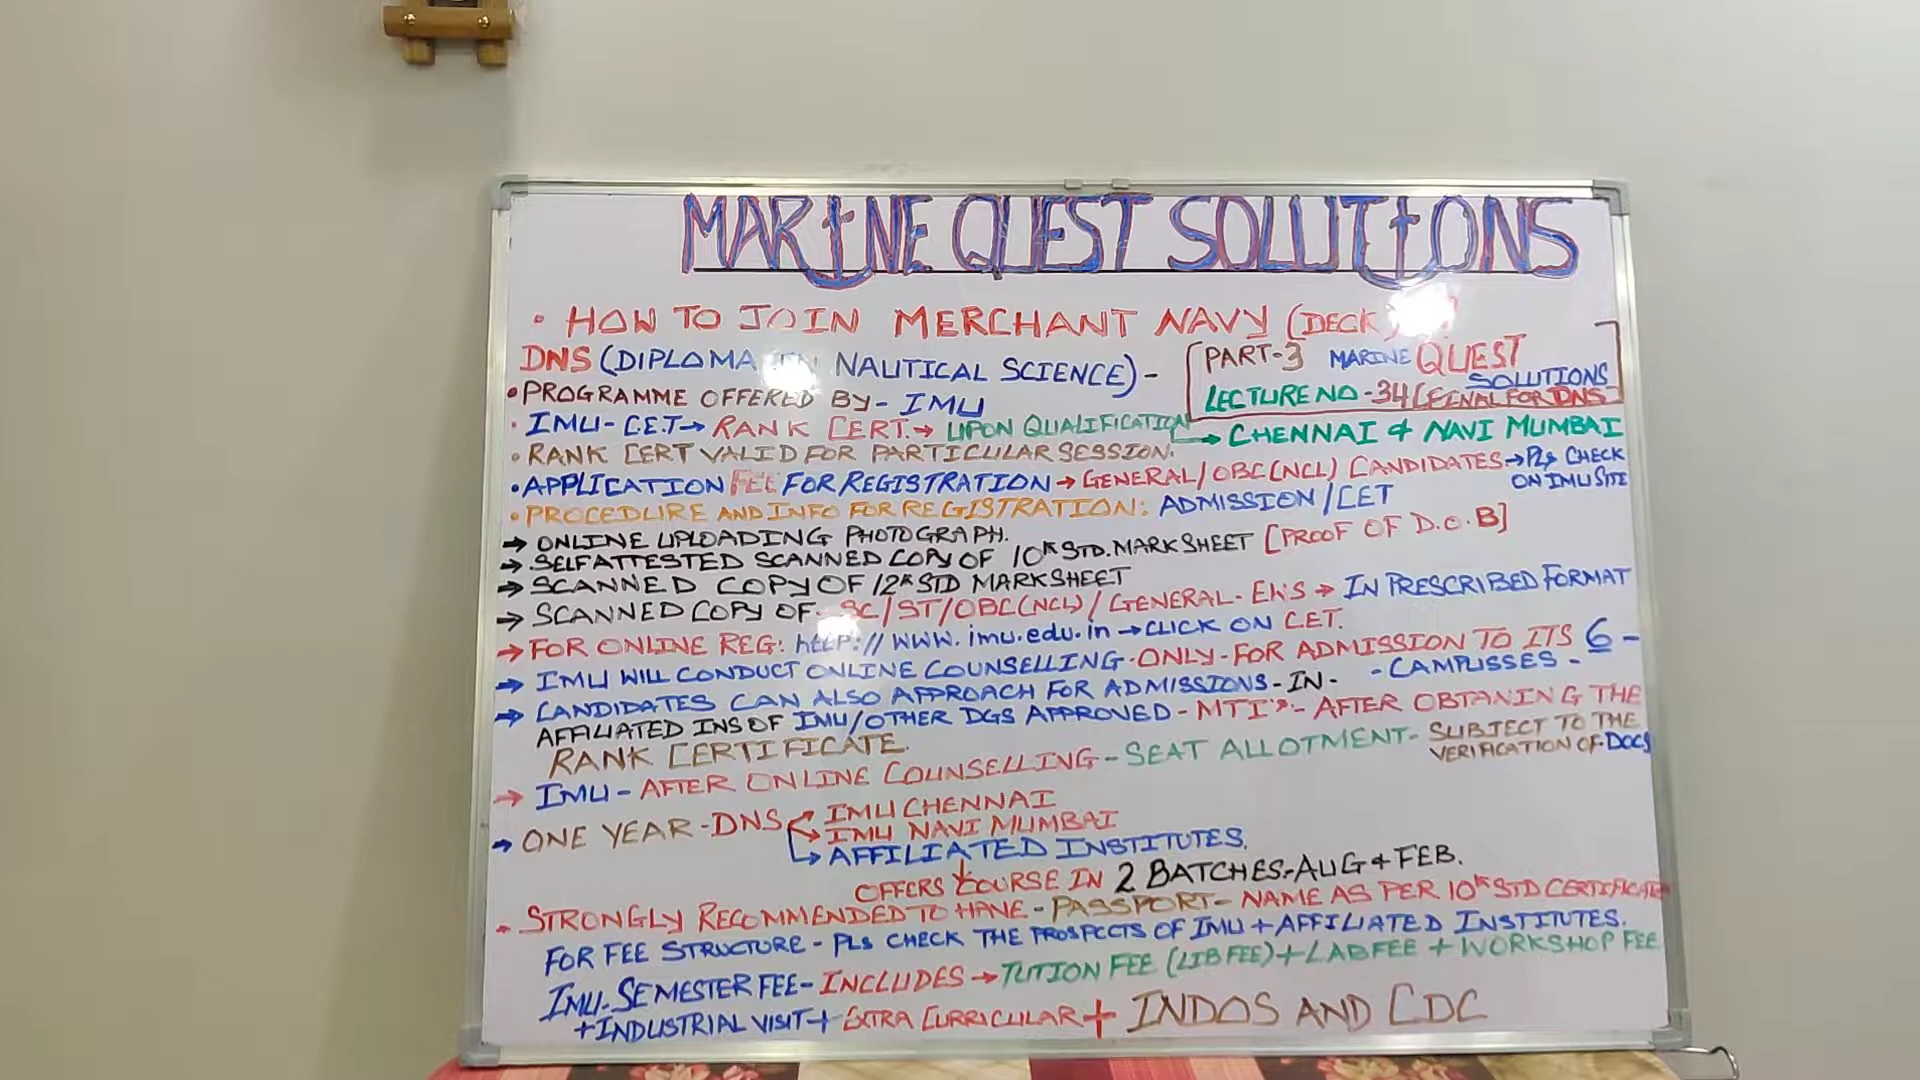 MARINE QUEST SOLUTIONS
• HOW TO JOIN MERCHANT NAVY (DECK)
DNS (DIPLOMA IN NAUTICAL SCIENCE) -
PART-3 MARINE QUEST SOLUTIONS
LECTURE NO - 34 (FINAL FOR DNS
• PROGRAMME OFFERED BY - IMU
• IMU - CET → RANK CERT. → UPON QUALIFICATION → CHENNAI & NAVI MUMBAI
• RANK CERT VALID FOR PARTICULAR SESSION.
• APPLICATION FEE FOR REGISTRATION → GENERAL/OBC(NCL) CANDIDATES → PLS CHECK ON IMU SITE
• PROCEDURE AND INFO FOR REGISTRATION: ADMISSION/CET
→ ONLINE UPLOADING PHOTOGRAPH.
→ SELF ATTESTED SCANNED COPY OF 10th STD. MARKSHEET [PROOF OF D.O.B]
→ SCANNED COPY OF 12th STD MARKSHEET
→ SCANNED COPY OF - SC/ST/OBC(NCL)/GENERAL - EWS → IN PRESCRIBED FORMAT
→ FOR ONLINE REG: http://www.imu.edu.in → CLICK ON CET.
→ IMU WILL CONDUCT ONLINE COUNSELLING - ONLY - FOR ADMISSION TO ITS 6 - - CAMPUSSES -
→ CANDIDATES CAN ALSO APPROACH FOR ADMISSIONS - IN -
AFFILIATED INS OF IMU/OTHER DGS APPROVED - MTI's - AFTER OBTANING THE
RANK CERTIFICATE.
→ IMU - AFTER ONLINE COUNSELLING - SEAT ALLOTMENT - SUBJECT TO THE VERIFICATION OF DOCS
→ ONE YEAR - DNS → IMU CHENNAI
→ IMU NAVI MUMBAI
→ AFFILIATED INSTITUTES.
OFFERS COURSE IN 2 BATCHES - AUG & FEB.
→ STRONGLY RECOMMENDED TO HAVE - PASSPORT - NAME AS PER 10th STD CERTIFICATE
FOR FEE STRUCTURE - PLS CHECK THE PROSPECTS OF IMU + AFFILIATED INSTITUTES.
IMU - SEMESTER FEE - INCLUDES → TUTION FEE (LIB FEE) + LAB FEE + WORKSHOP FEE
+ INDUSTRIAL VISIT + EXTRA CURRICULAR + INDOS AND CDC